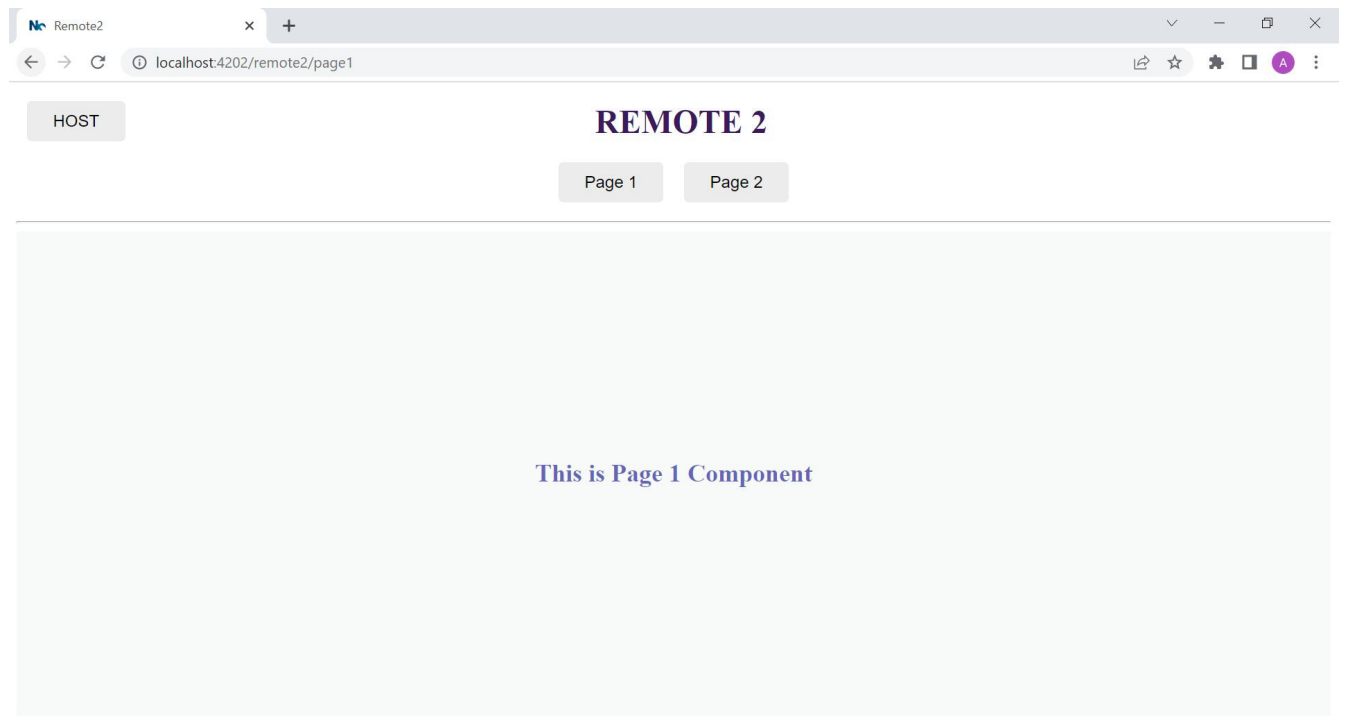 Remote2
localhost:4202/remote2/page1
A
HOST
REMOTE 2
Page 1 Page 2
This is Page 1 Component